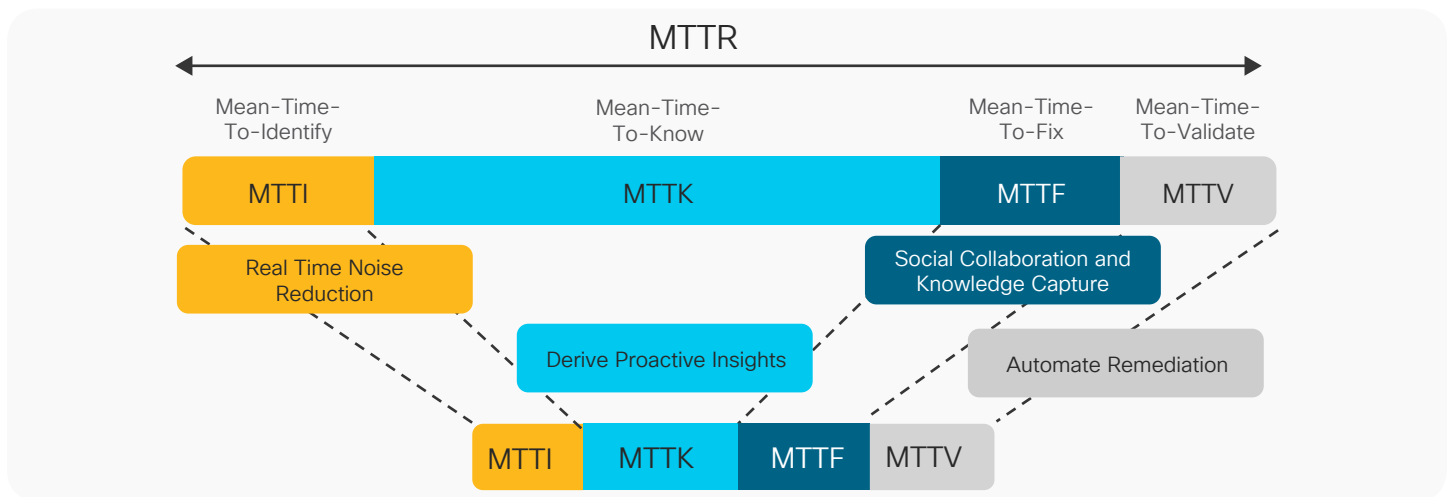 MTTR
Mean-Time-
To-Identify
Mean-Time-
To-Know
Mean-Time-
To-Fix
Mean-Time-
To-Validate
MTTI
MTTK
MTTF
MTTV
Real Time Noise
Reduction
Social Collaboration and
Knowledge Capture
Derive Proactive Insights
Automate Remediation
MTTI
MTTK
MTTF
MTTV